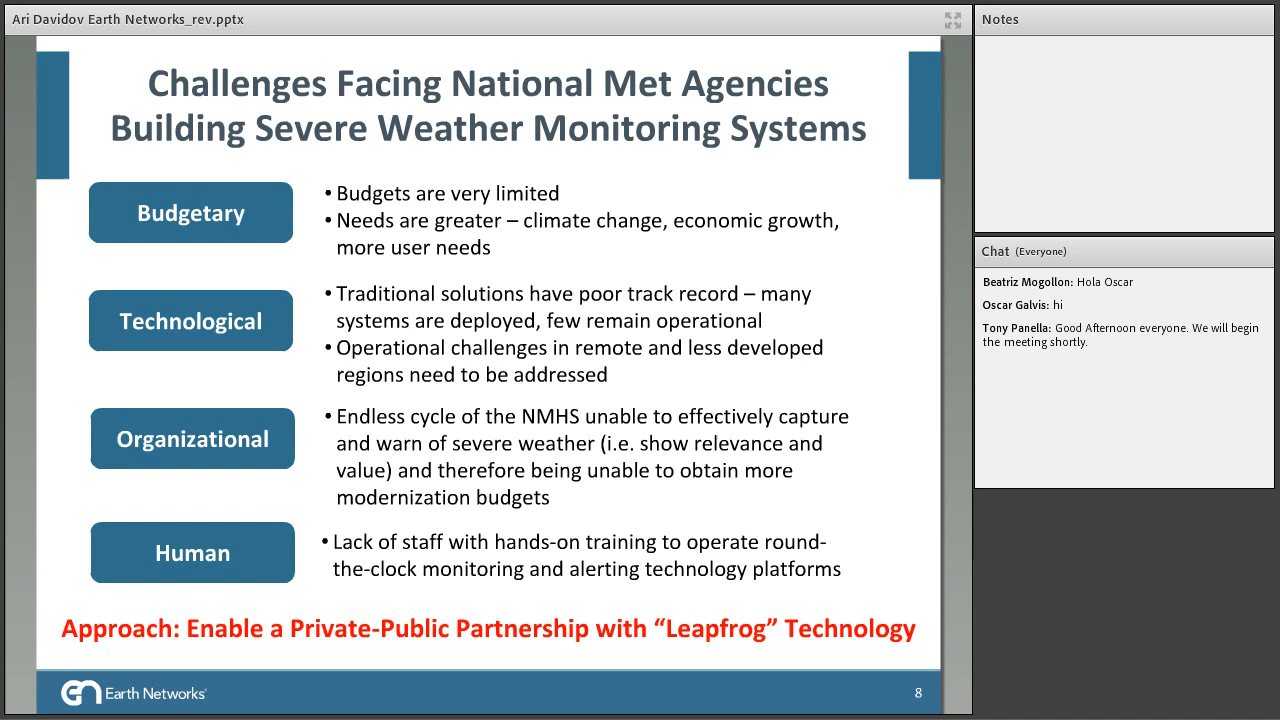 Ari Davidov Earth Networks_rev.pptx
Challenges Facing National Met Agencies
Building Severe Weather Monitoring Systems
Budgetary
• Budgets are very limited
• Needs are greater – climate change, economic growth,
more user needs
Technological
• Traditional solutions have poor track record – many
systems are deployed, few remain operational
• Operational challenges in remote and less developed
regions need to be addressed
Organizational
• Endless cycle of the NMHS unable to effectively capture
and warn of severe weather (i.e. show relevance and
value) and therefore being unable to obtain more
modernization budgets
Human
• Lack of staff with hands-on training to operate round-
the-clock monitoring and alerting technology platforms
Approach: Enable a Private-Public Partnership with “Leapfrog” Technology
Earth Networks
8
Notes
Chat (Everyone)
Beatriz Mogollon: Hola Oscar
Oscar Galvis: hi
Tony Panella: Good Afternoon everyone. We will begin
the meeting shortly.